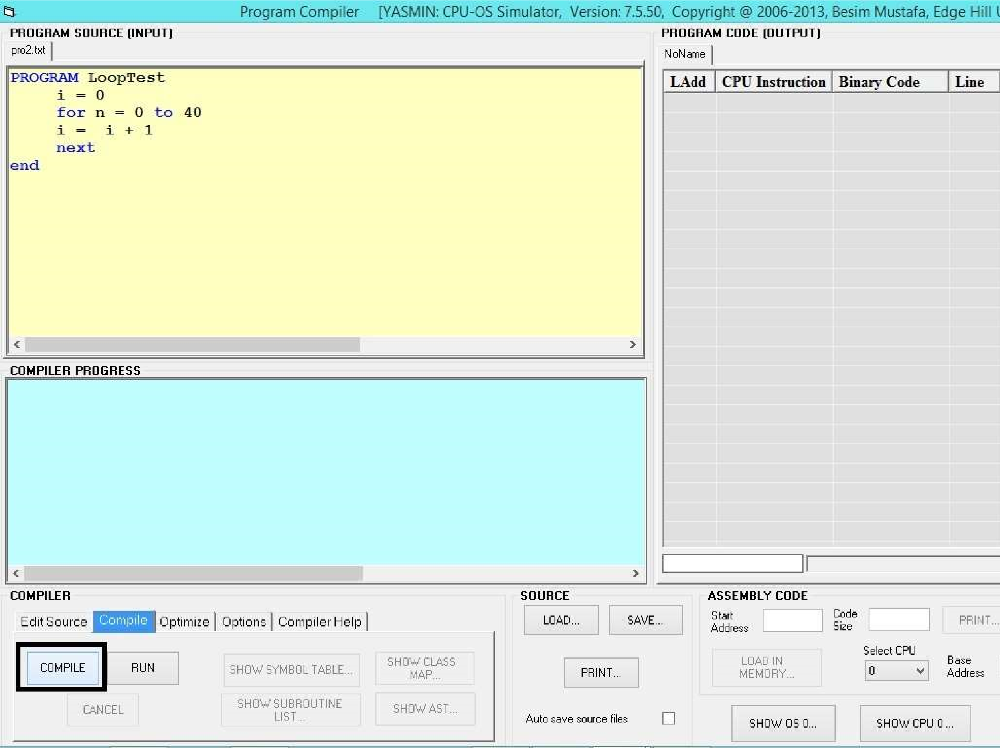 Program Compiler [YASMIN: CPU-OS Simulator, Version: 7.5.50, Copyright @ 2006-2013, Besim Mustafa, Edge Hill
PROGRAM SOURCE (INPUT)
pro2.txt
PROGRAM LoopTest
i = 0
for n = 0 to 40
i = i + 1
next
end
COMPILER PROGRESS
PROGRAM CODE (OUTPUT)
NoName
LAdd CPU Instruction Binary Code Line
COMPILER
Edit Source Compile Optimize Options Compiler Help
COMPILE RUN SHOW SYMBOL TABLE... SHOW CLASS
MAP...
CANCEL SHOW SUBROUTINE
LIST...
SHOW AST...
SOURCE
LOAD... SAVE...
PRINT...
Auto save source files
ASSEMBLY CODE
Start
Address
Code
Size
PRINT...
LOAD IN
MEMORY...
Select CPU
0
Base
Address
SHOW OS 0... SHOW CPU 0 ...